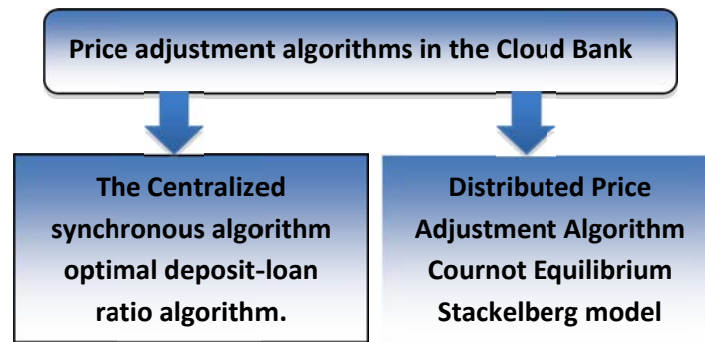 Price adjustment algorithms in the Cloud Bank
The Centralized
synchronous algorithm
optimal deposit-loan
ratio algorithm.
Distributed Price
Adjustment Algorithm
Cournot Equilibrium
Stackelberg model